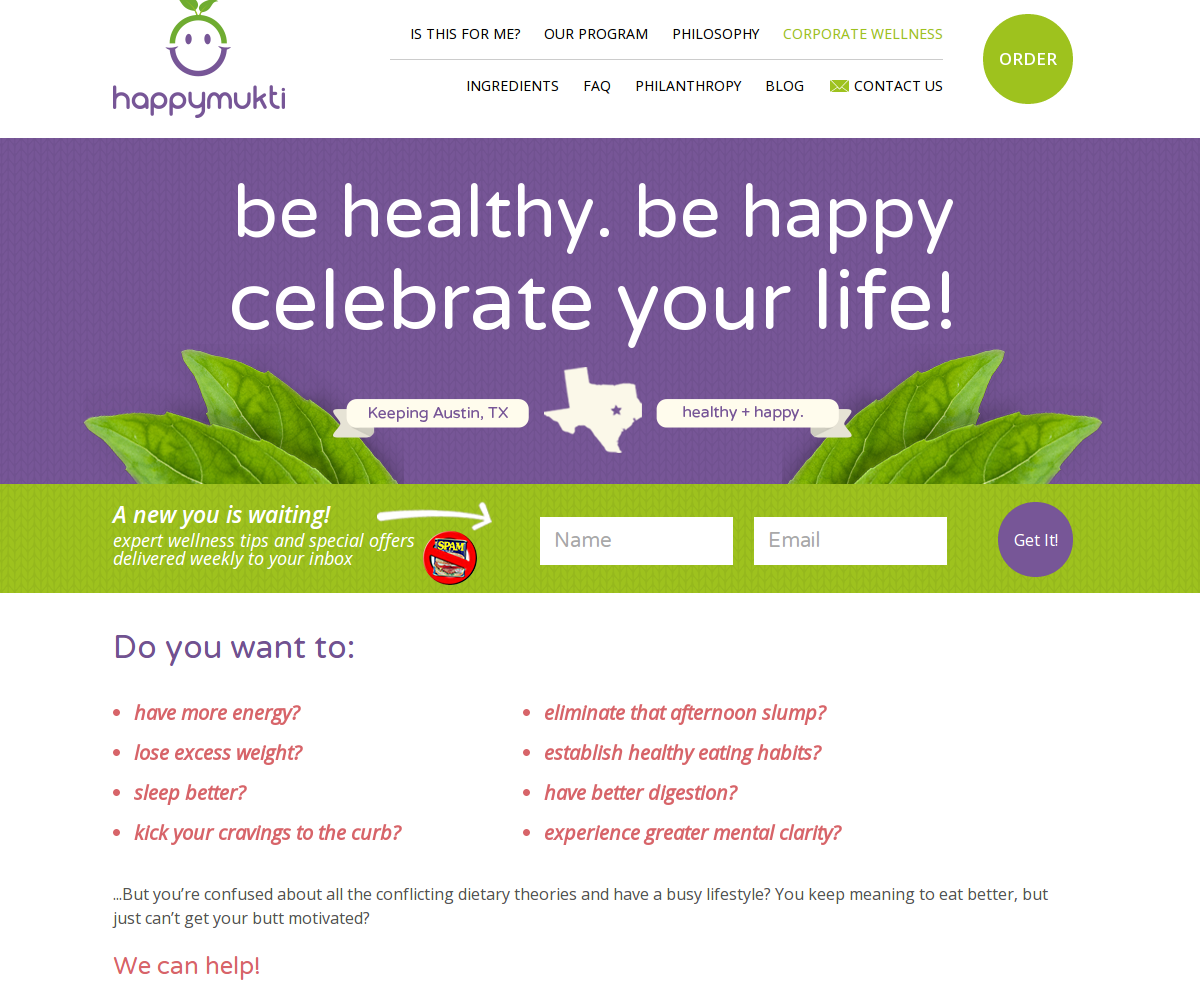 happymukti
IS THIS FOR ME? OUR PROGRAM PHILOSOPHY CORPORATE WELLNESS
INGREDIENTS FAQ PHILANTHROPY BLOG CONTACT US
ORDER
be healthy. be happy
celebrate your life!
Keeping Austin, TX
healthy + happy.
A new you is waiting!
expert wellness tips and special offers
delivered weekly to your inbox
SPAM
Name
Email
Get It!
Do you want to:
have more energy?
lose excess weight?
sleep better?
kick your cravings to the curb?
eliminate that afternoon slump?
establish healthy eating habits?
have better digestion?
experience greater mental clarity?
...But you’re confused about all the conflicting dietary theories and have a busy lifestyle? You keep meaning to eat better, but
just can’t get your butt motivated?
We can help!